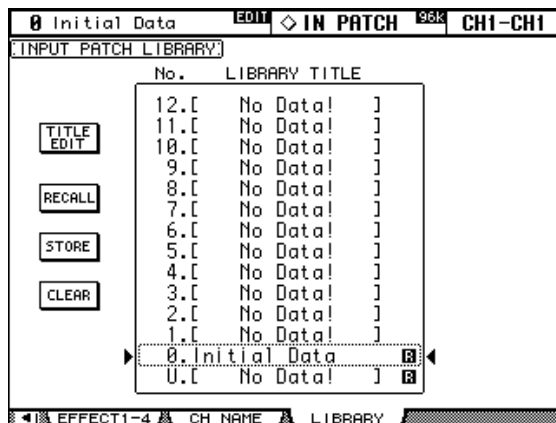 0 Initial Data EDIT ◇ IN PATCH 96k CH1-CH1
INPUT PATCH LIBRARY
No. LIBRARY TITLE
12.[ No Data! ]
11.[ No Data! ]
10.[ No Data! ]
9.[ No Data! ]
8.[ No Data! ]
7.[ No Data! ]
6.[ No Data! ]
5.[ No Data! ]
4.[ No Data! ]
3.[ No Data! ]
2.[ No Data! ]
1.[ No Data! ]
0.Initial Data R
U.[ No Data! ] R
TITLE
EDIT
RECALL
STORE
CLEAR
EFFECT1-4 CH NAME LIBRARY